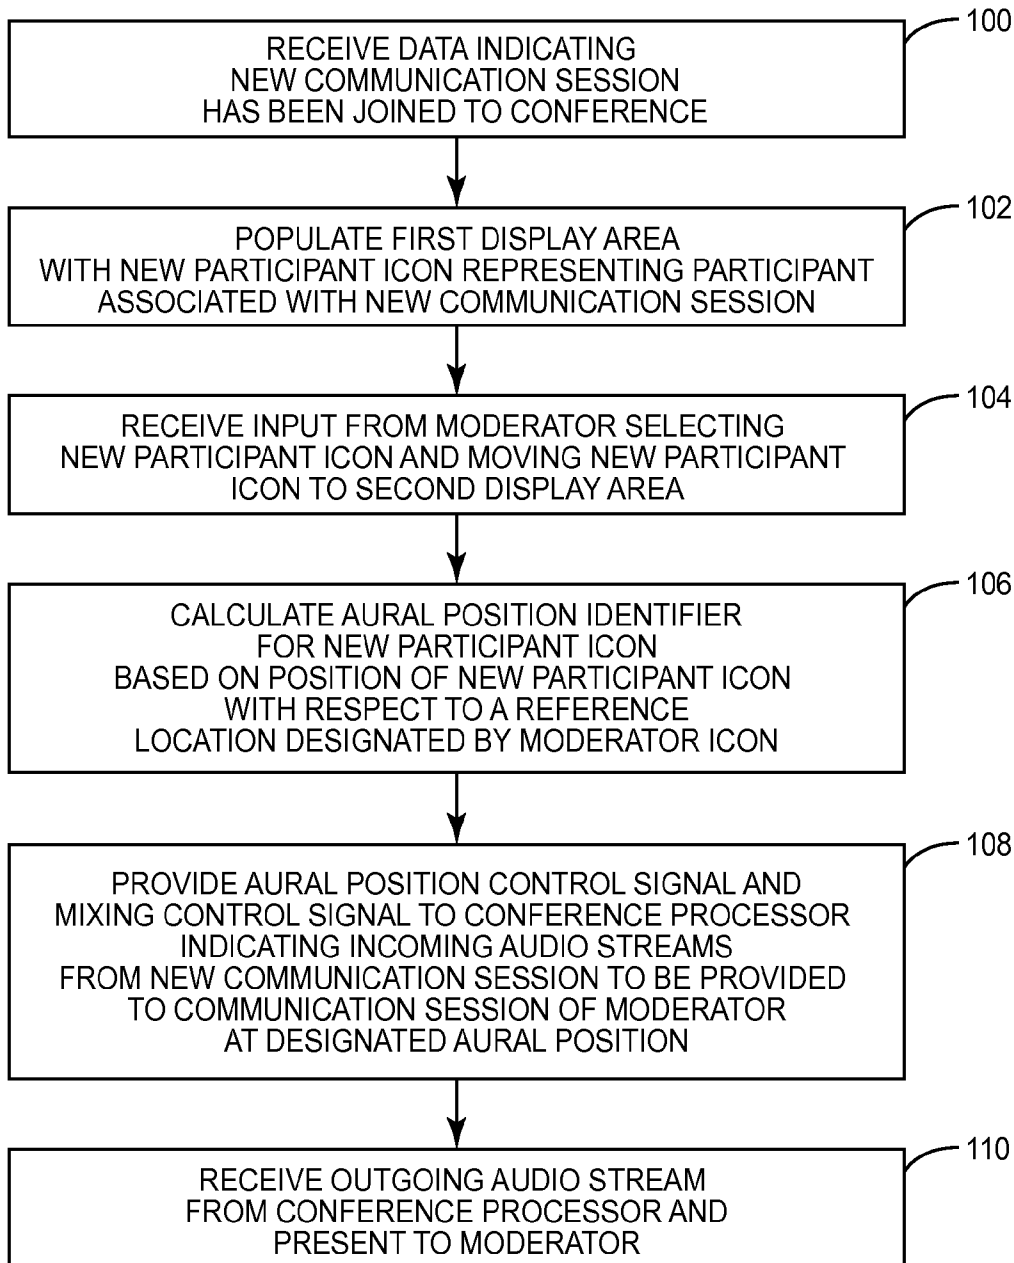 100
RECEIVE DATA INDICATING
NEW COMMUNICATION SESSION
HAS BEEN JOINED TO CONFERENCE
102
POPULATE FIRST DISPLAY AREA
WITH NEW PARTICIPANT ICON REPRESENTING PARTICIPANT
ASSOCIATED WITH NEW COMMUNICATION SESSION
104
RECEIVE INPUT FROM MODERATOR SELECTING
NEW PARTICIPANT ICON AND MOVING NEW PARTICIPANT
ICON TO SECOND DISPLAY AREA
106
CALCULATE AURAL POSITION IDENTIFIER
FOR NEW PARTICIPANT ICON
BASED ON POSITION OF NEW PARTICIPANT ICON
WITH RESPECT TO A REFERENCE
LOCATION DESIGNATED BY MODERATOR ICON
108
PROVIDE AURAL POSITION CONTROL SIGNAL AND
MIXING CONTROL SIGNAL TO CONFERENCE PROCESSOR
INDICATING INCOMING AUDIO STREAMS
FROM NEW COMMUNICATION SESSION TO BE PROVIDED
TO COMMUNICATION SESSION OF MODERATOR
AT DESIGNATED AURAL POSITION
110
RECEIVE OUTGOING AUDIO STREAM
FROM CONFERENCE PROCESSOR AND
PRESENT TO MODERATOR